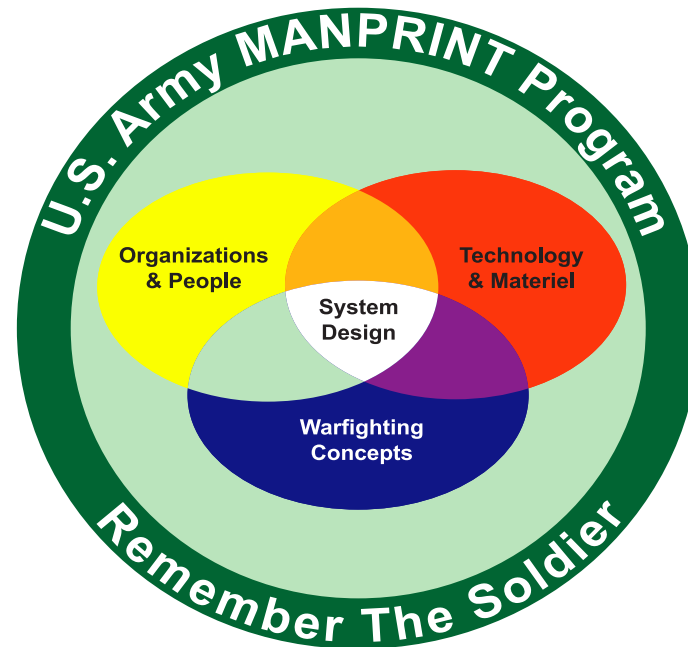 U.S. Army MANPRINT Program
Organizations
& People
Technology
& Materiel
System
Design
Warfighting
Concepts
Remember The Soldier